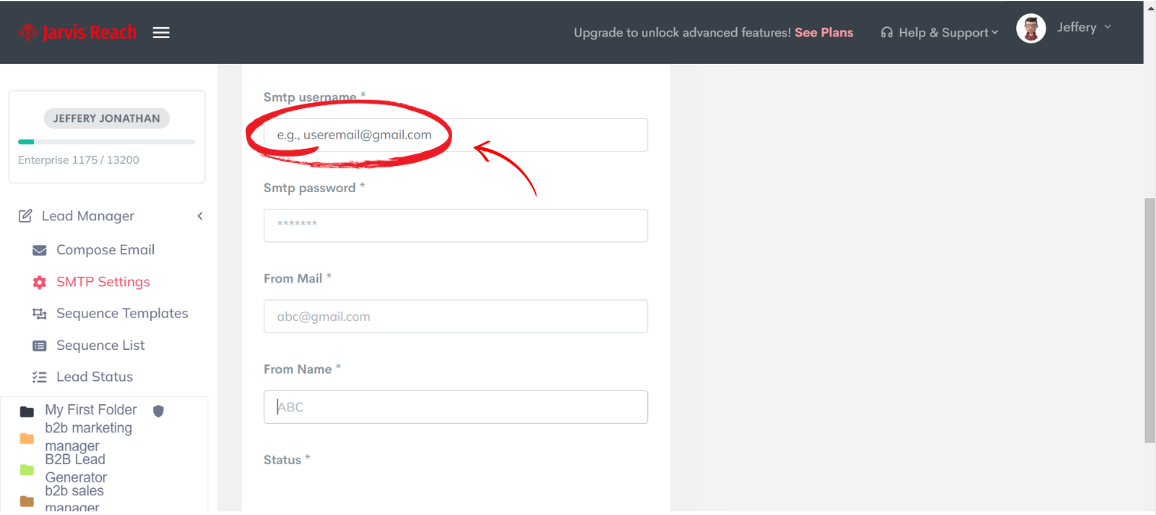 Jarvis Reach
Upgrade to unlock advanced features! See Plans
Help & Support
Jeffery
JEFFERY JONATHAN
Enterprise 1175 / 13200
Lead Manager
Compose Email
SMTP Settings
Sequence Templates
Sequence List
Lead Status
My First Folder
b2b marketing
manager
B2B Lead
Generator
b2b sales
manager
Smtp username *
e.g., useremail@gmail.com
Smtp password *
*******
From Mail *
abc@gmail.com
From Name *
ABC
Status *